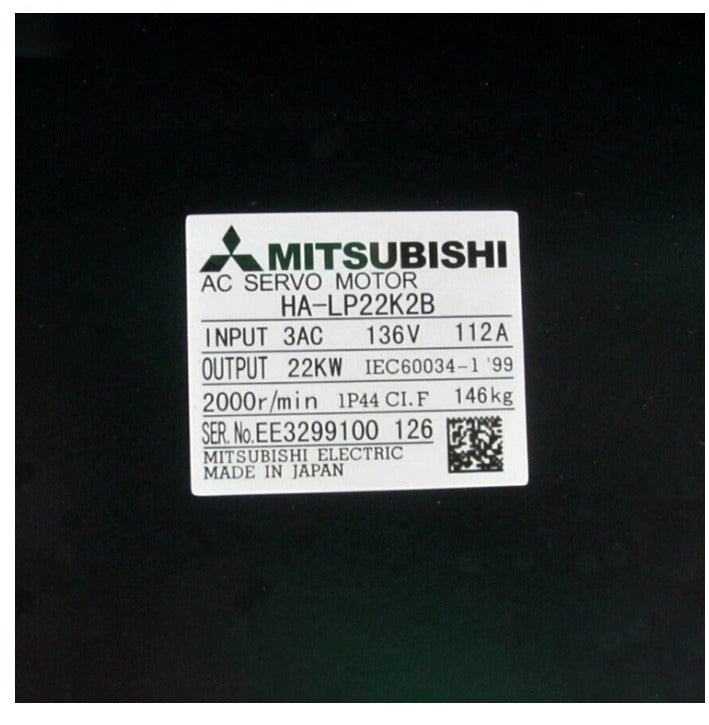 MITSUBISHI
AC SERVO MOTOR
HA-LP22K2B
INPUT 3AC 136V 112A
OUTPUT 22KW IEC60034-1 '99
2000r/min IP44 CI.F 146kg
SER.No.EE3299100 126
MITSUBISHI ELECTRIC
MADE IN JAPAN